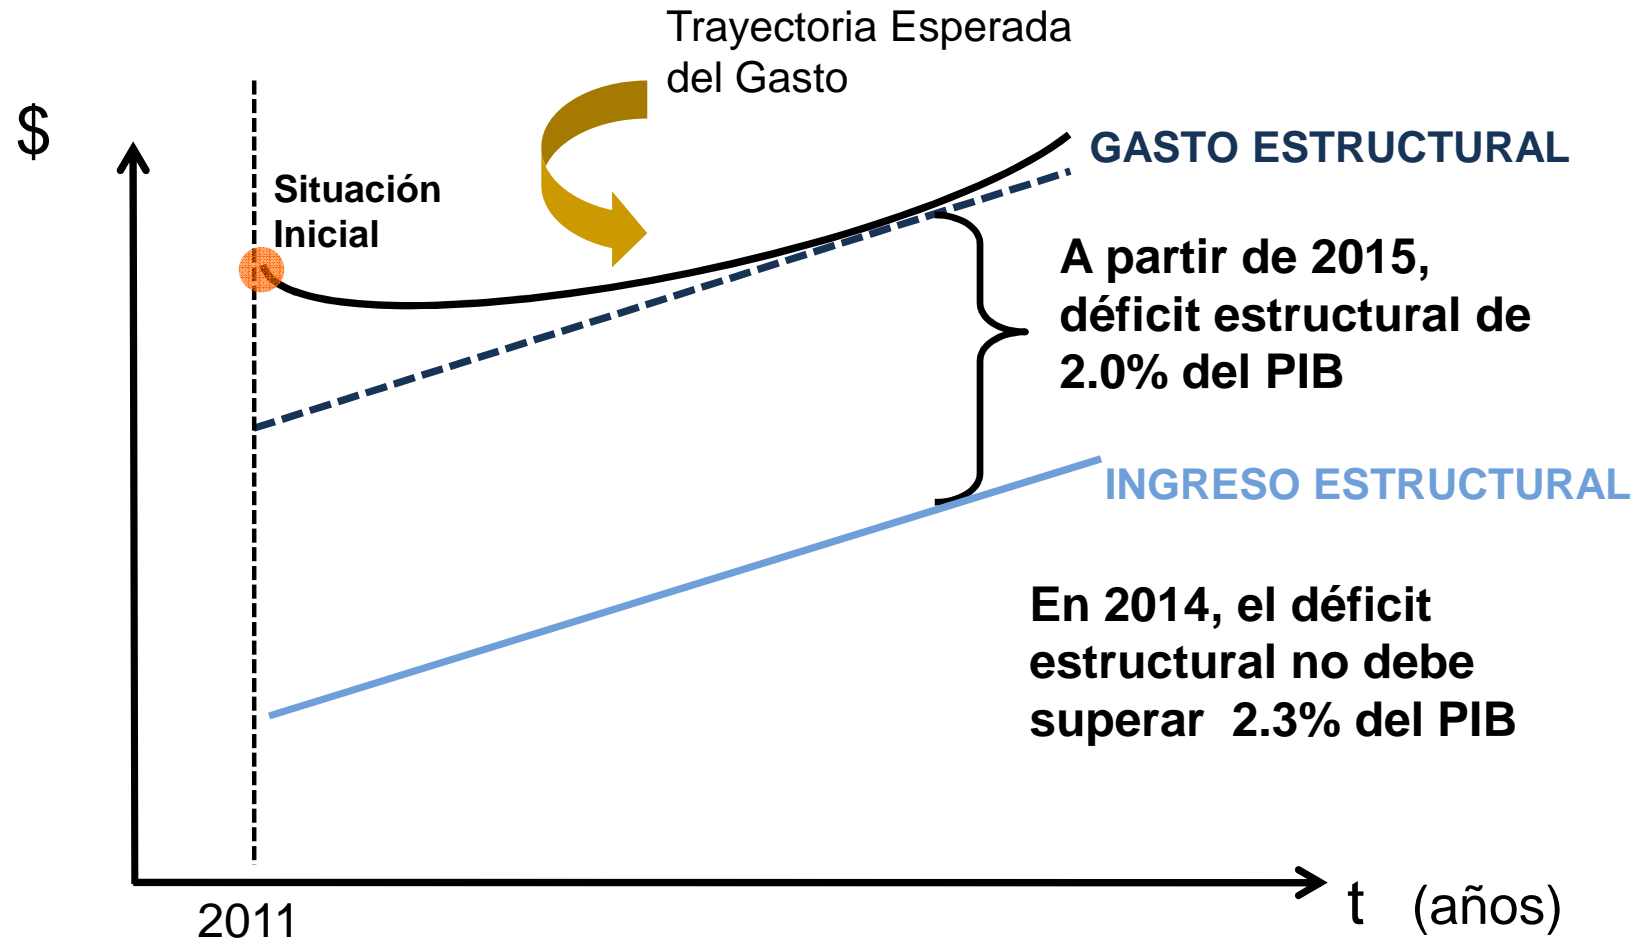 Trayectoria Esperada
del Gasto
$
GASTO ESTRUCTURAL
Situación
Inicial
A partir de 2015,
déficit estructural de
2.0% del PIB
INGRESO ESTRUCTURAL
En 2014, el déficit
estructural no debe
superar 2.3% del PIB
2011
t (años)